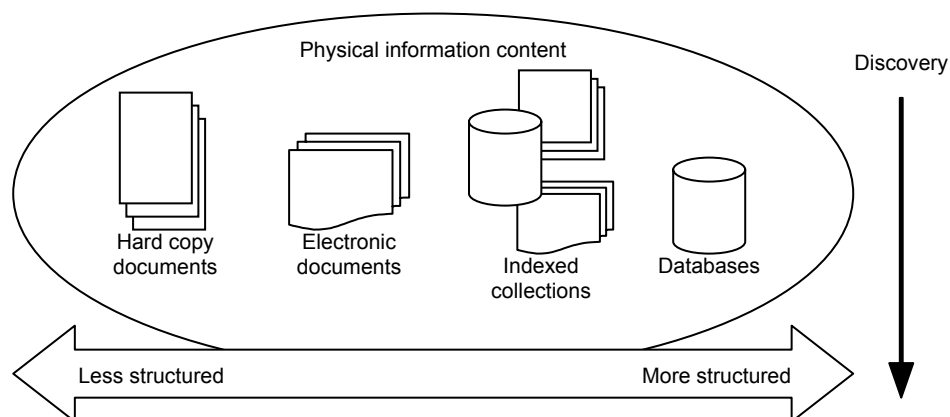 Physical information content
Discovery
Hard copy
documents
Electronic
documents
Indexed
collections
Databases
Less structured
More structured